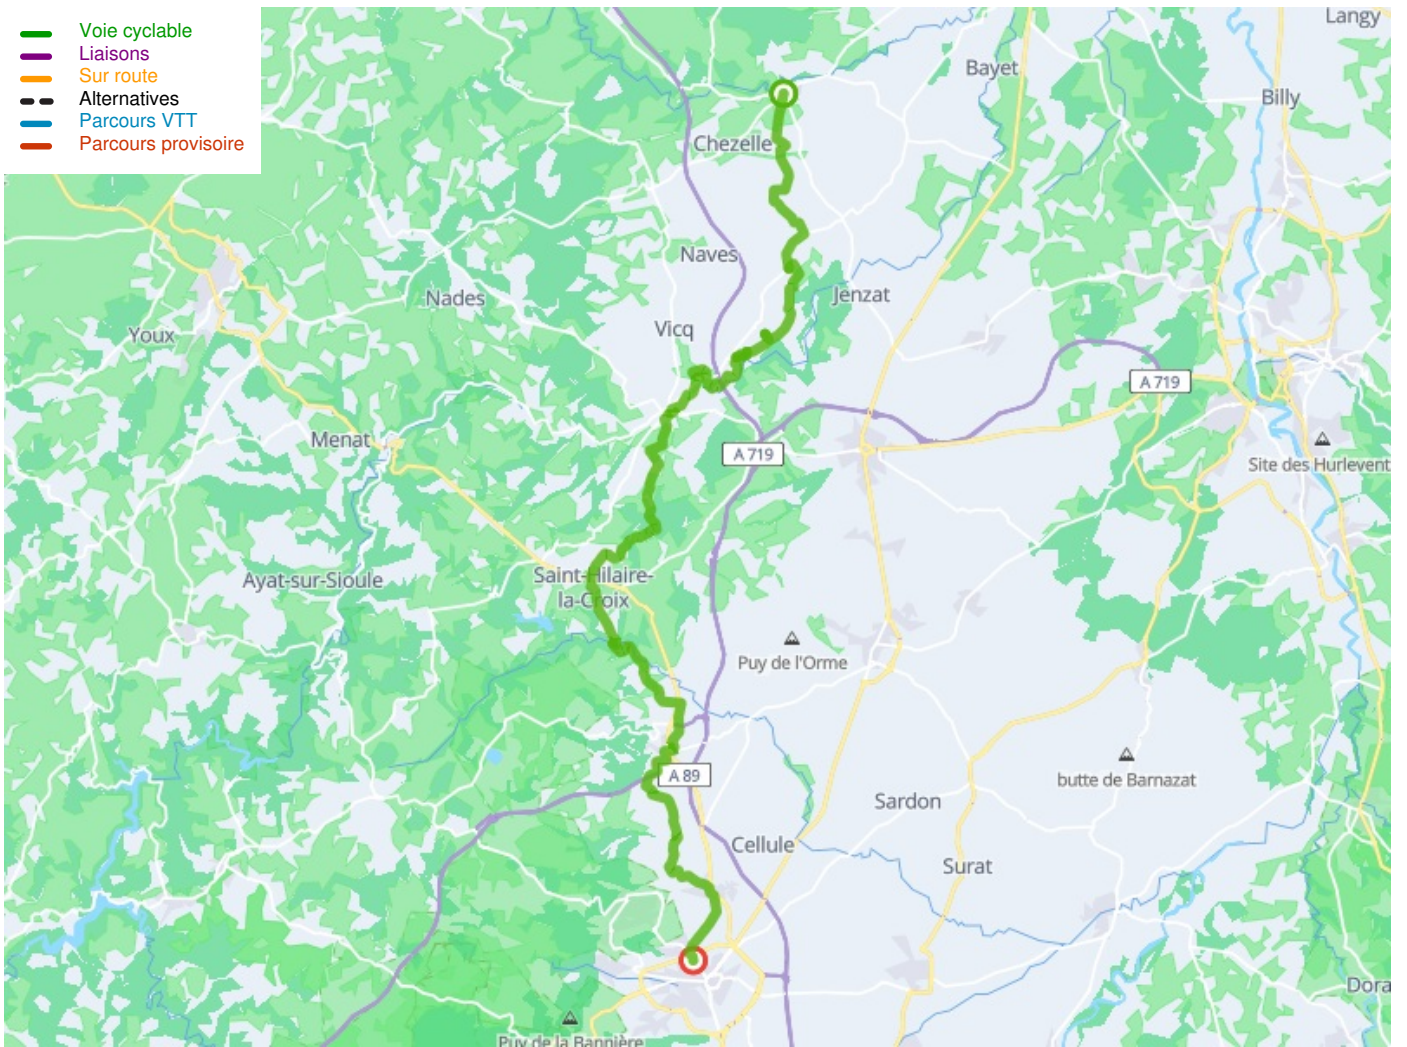 Voie cyclable
Liaisons
Sur route
Alternatives
Parcours VTT
Parcours provisoire
Langy
Bayet
Billy
Chezelle
Naves
Nades
Jenzat
Youx
Vicq
A 719
Menat
A 719
Site des Hurlevent
Saint-Hilaire-
la-Croix
Ayat-sur-Sioule
Puy de l'Orme
A 89
butte de Barnazat
Sardon
Cellule
Surat
Dora
Puy de la Bannière